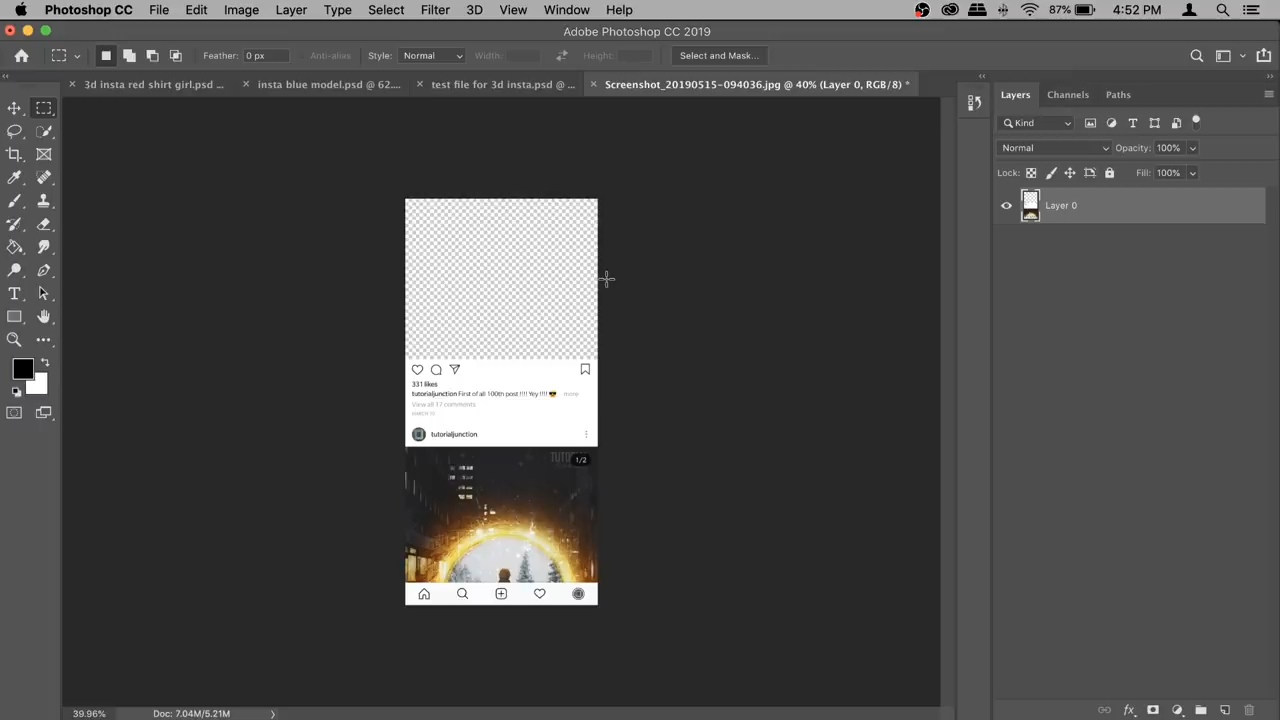 Photoshop CC File Edit Image Layer Type Select Filter 3D View Window Help 87% 4:52 PM
Adobe Photoshop CC 2019
Feather: 0 px Anti-alias Style: Normal Width: Height: Select and Mask...
3d insta red shirt girl.psd ... insta blue model.psd @ 62.... test file for 3d insta.psd @ ... Screenshot_20190515-094036.jpg @ 40% (Layer 0, RGB/8) *
Layers Channels Paths
Kind
Normal Opacity: 100%
Lock: Fill: 100%
Layer 0
331 likes
tutorialjunction First of all 100th post !!!! Yey !!!! 😎 more
View all 17 comments
MARCH 10
tutorialjunction
1/2
39.96% Doc: 7.04M/5.21M